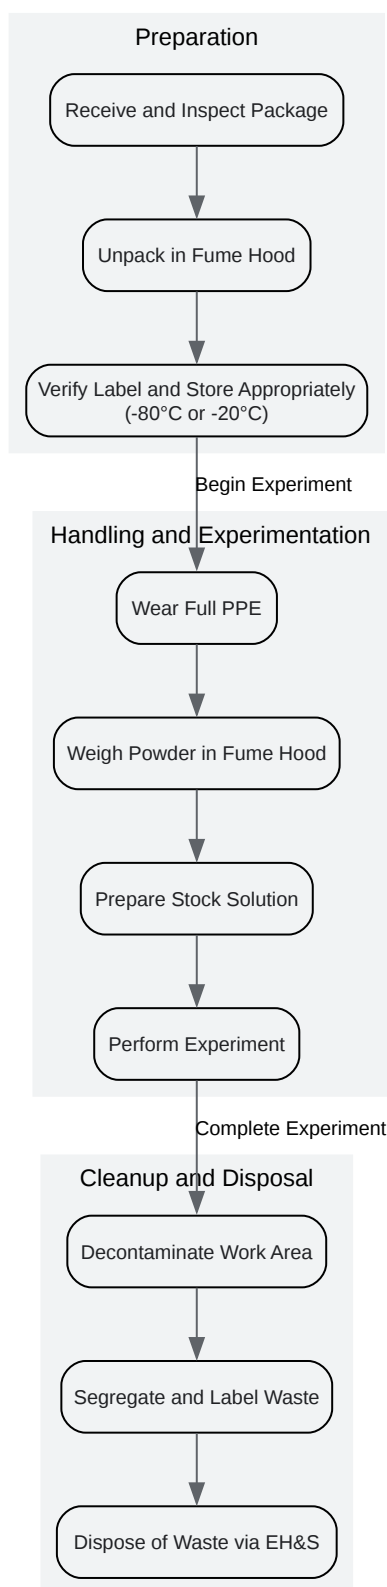 Preparation
Receive and Inspect Package
Unpack in Fume Hood
Verify Label and Store Appropriately
(-80°C or -20°C)
Begin Experiment
Handling and Experimentation
Wear Full PPE
Weigh Powder in Fume Hood
Prepare Stock Solution
Perform Experiment
Complete Experiment
Cleanup and Disposal
Decontaminate Work Area
Segregate and Label Waste
Dispose of Waste via EH&S